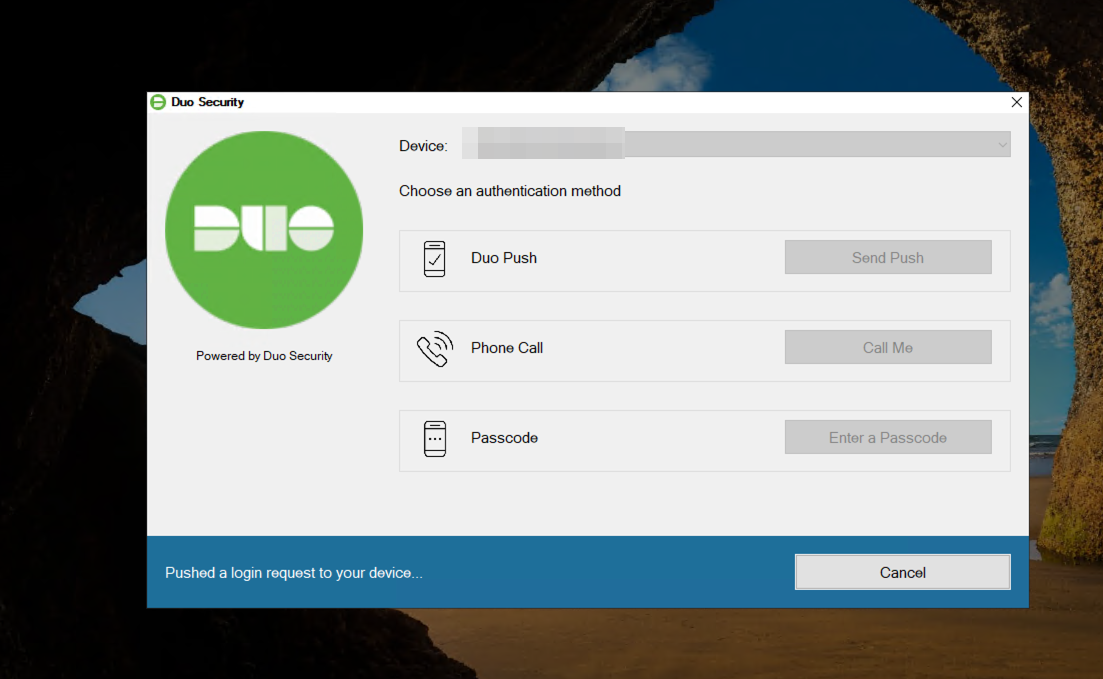 Duo Security
Device:
DUO
Choose an authentication method
Duo Push
Send Push
Phone Call
Call Me
Powered by Duo Security
Passcode
Enter a Passcode
Pushed a login request to your device...
Cancel